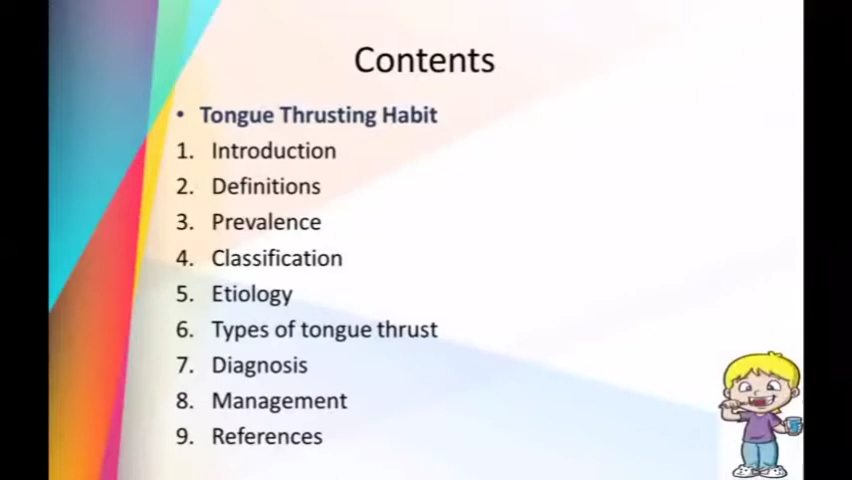 Contents
• Tongue Thrusting Habit
1. Introduction
2. Definitions
3. Prevalence
4. Classification
5. Etiology
6. Types of tongue thrust
7. Diagnosis
8. Management
9. References